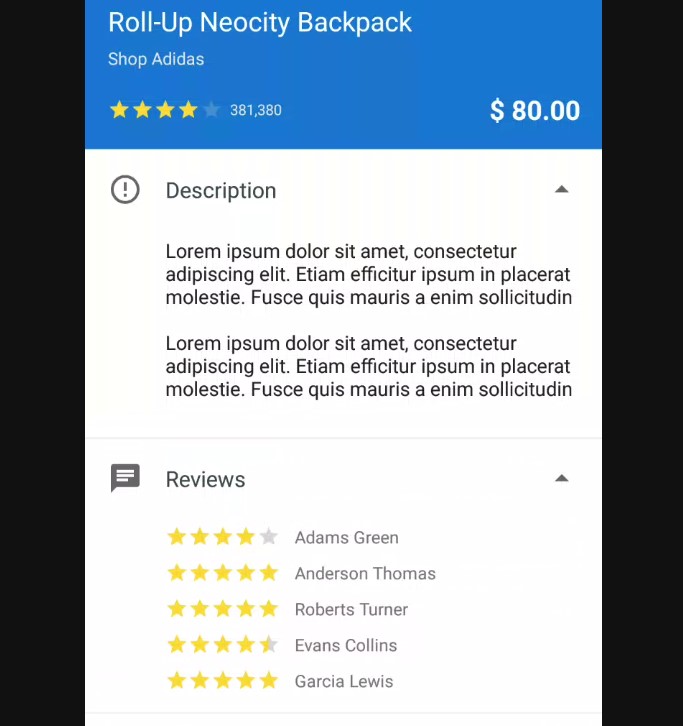 Roll-Up Neocity Backpack
Shop Adidas
381,380
$ 80.00
Description
Lorem ipsum dolor sit amet, consectetur
adipiscing elit. Etiam efficitur ipsum in placerat
molestie. Fusce quis mauris a enim sollicitudin
Lorem ipsum dolor sit amet, consectetur
adipiscing elit. Etiam efficitur ipsum in placerat
molestie. Fusce quis mauris a enim sollicitudin
Reviews
Adams Green
Anderson Thomas
Roberts Turner
Evans Collins
Garcia Lewis